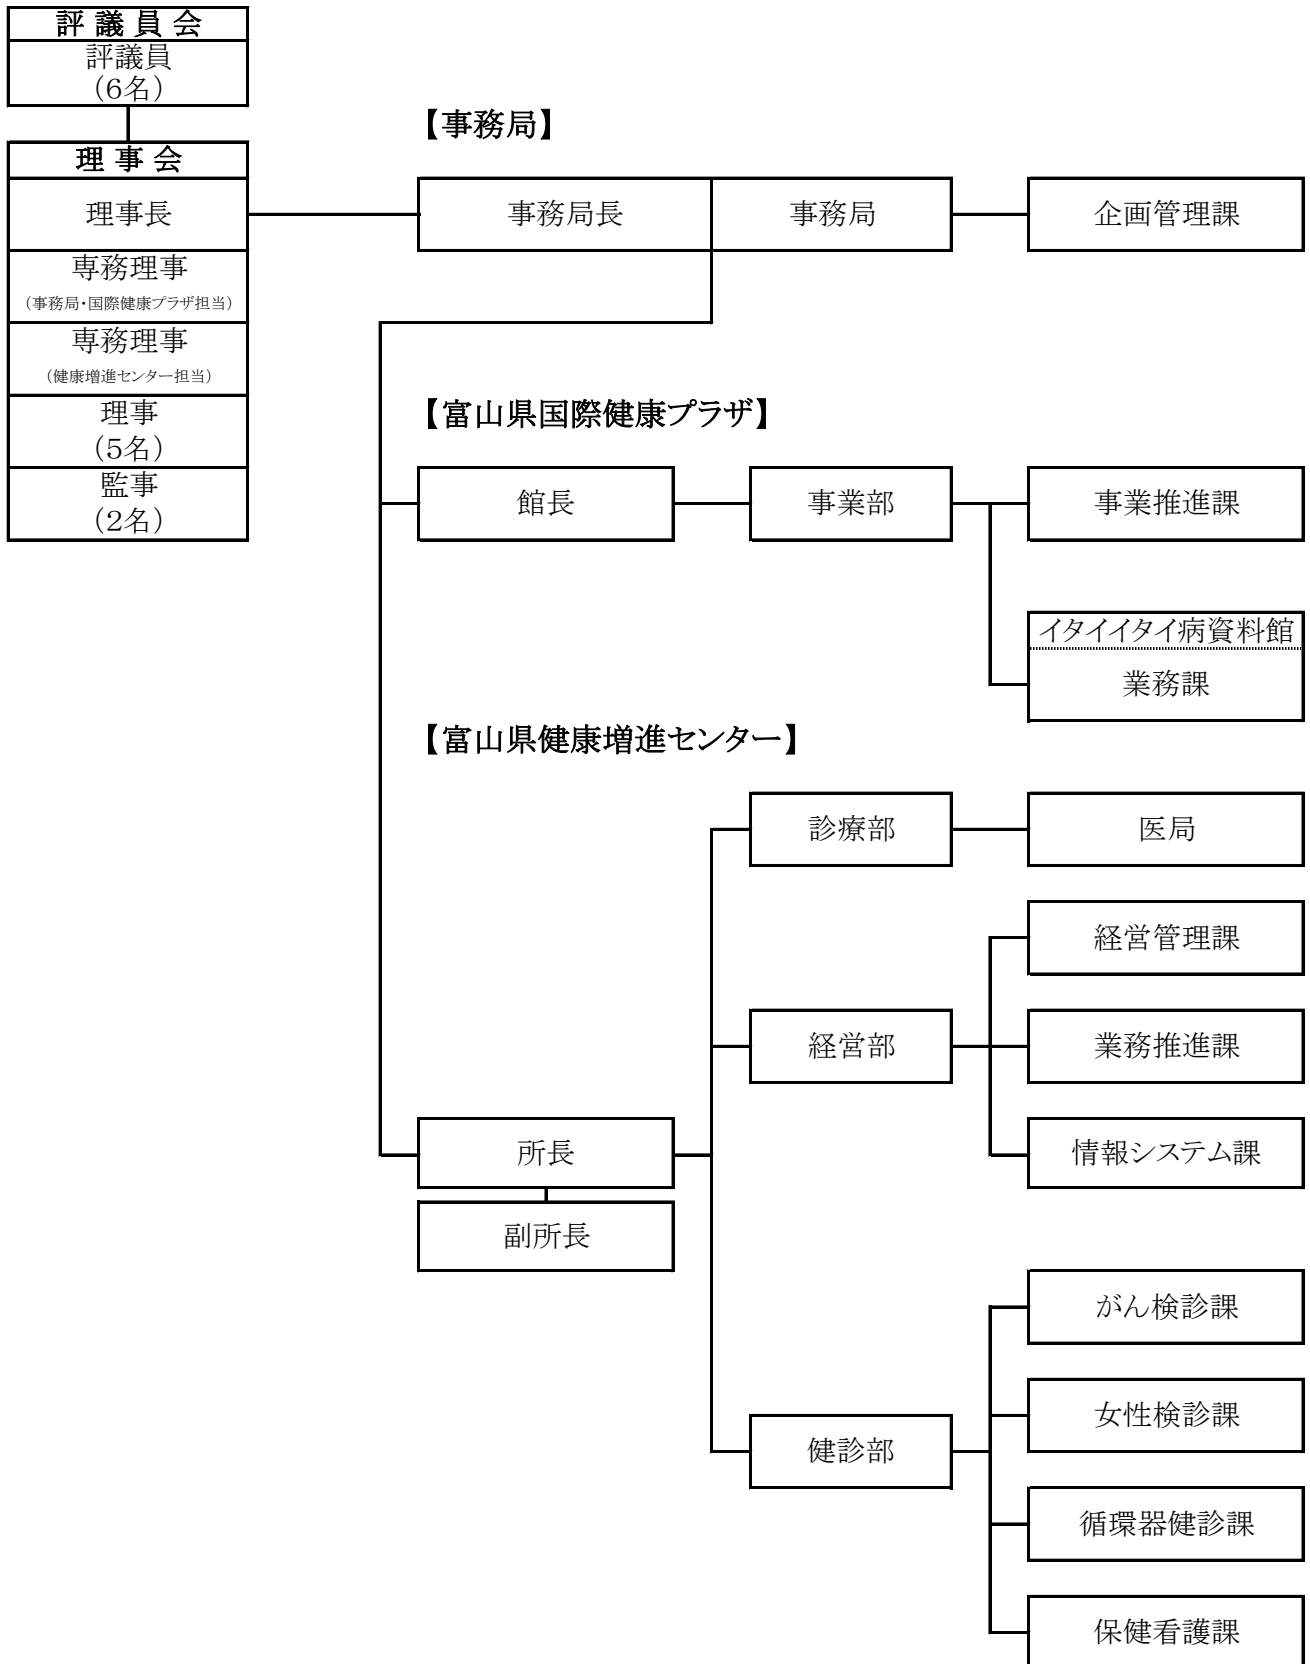 評議員会
評議員
（6名）
理事会
理事長
専務理事
（事務局・国際健康プラザ担当）
専務理事
（健康増進センター担当）
理事
（5名）
監事
（2名）
【事務局】
事務局長
事務局
企画管理課
【富山県国際健康プラザ】
館長
事業部
事業推進課
イタイイタイ病資料館
業務課
【富山県健康増進センター】
診療部
医局
経営管理課
経営部
業務推進課
所長
情報システム課
副所長
がん検診課
女性検診課
健診部
循環器健診課
保健看護課